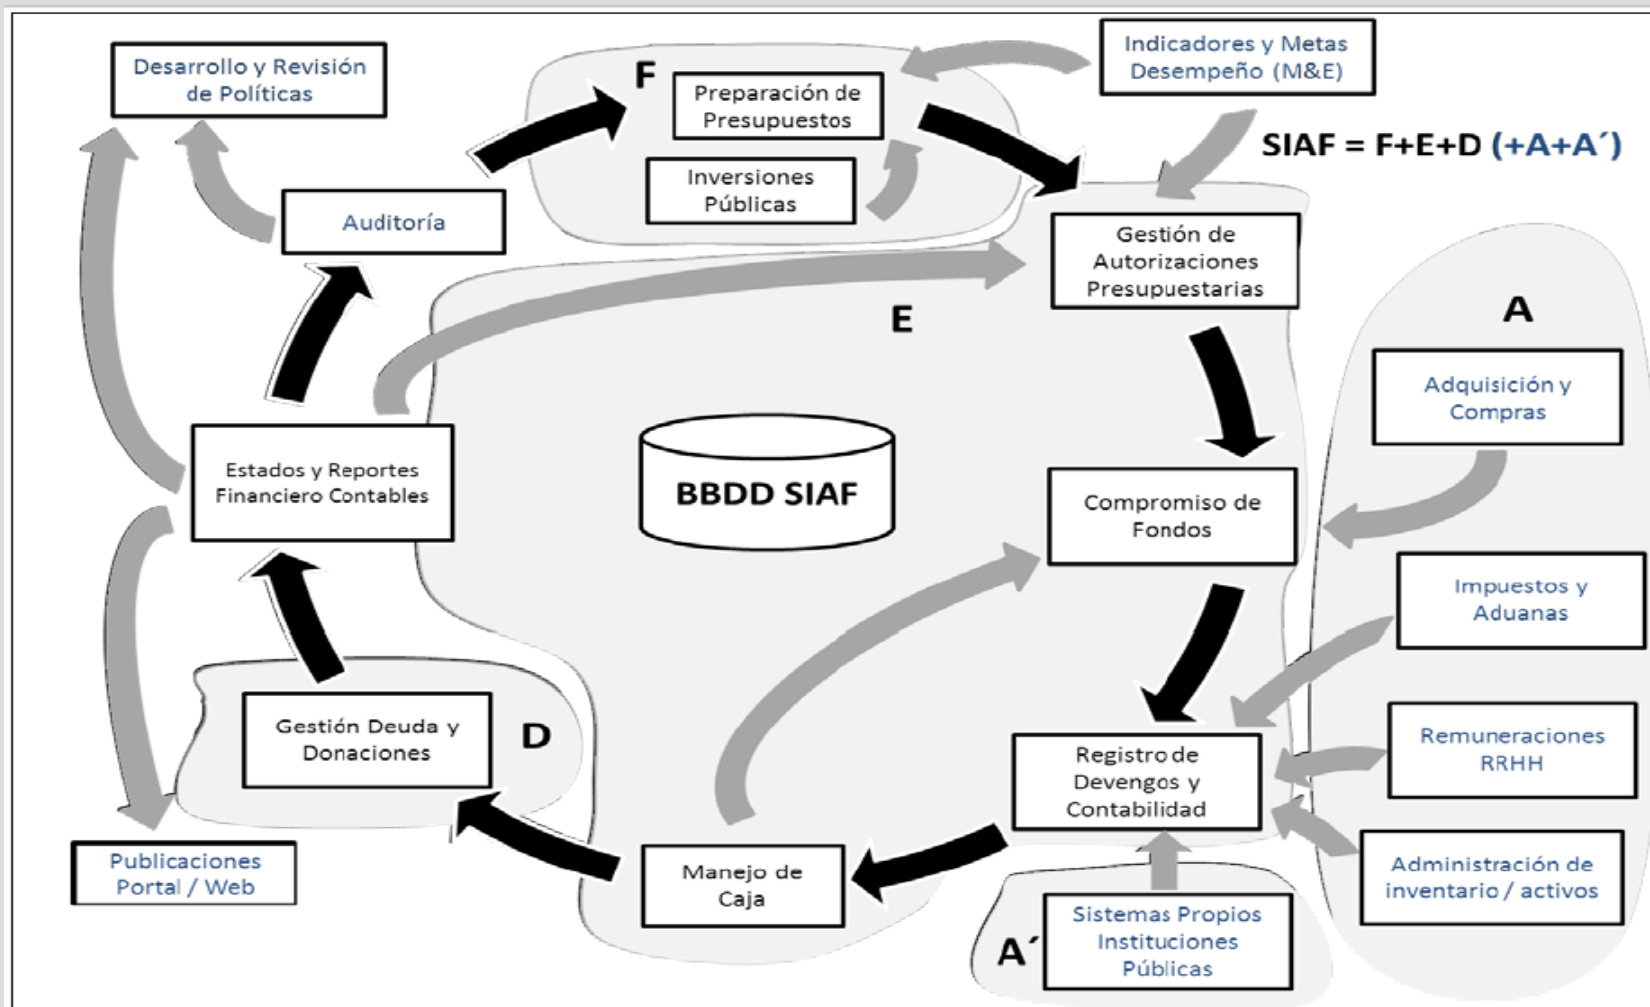 Desarrollo y Revisión
de Políticas
F
Preparación de
Presupuestos
Inversiones
Públicas
Indicadores y Metas
Desempeño (M&E)
SIAF = F+E+D (+A+A´)
Auditoría
Gestión de
Autorizaciones
Presupuestarias
E
A
Adquisición y
Compras
Estados y Reportes
Financiero Contables
BBDD SIAF
Compromiso de
Fondos
Impuestos y
Aduanas
Gestión Deuda y
Donaciones
D
Registro de
Devengos y
Contabilidad
Remuneraciones
RRHH
Publicaciones
Portal / Web
Manejo de
Caja
Administración de
inventario / activos
A´
Sistemas Propios
Instituciones
Públicas